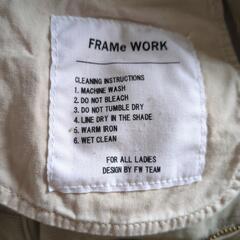 FRAMe WORK
CLEANING INSTRUCTIONS
1. MACHINE WASH
2. DO NOT BLEACH
3. DO NOT TUMBLE DRY
4. LINE DRY IN THE SHADE
5. WARM IRON
6. WET CLEAN
FOR ALL LADIES
DESIGN BY FW TEAM